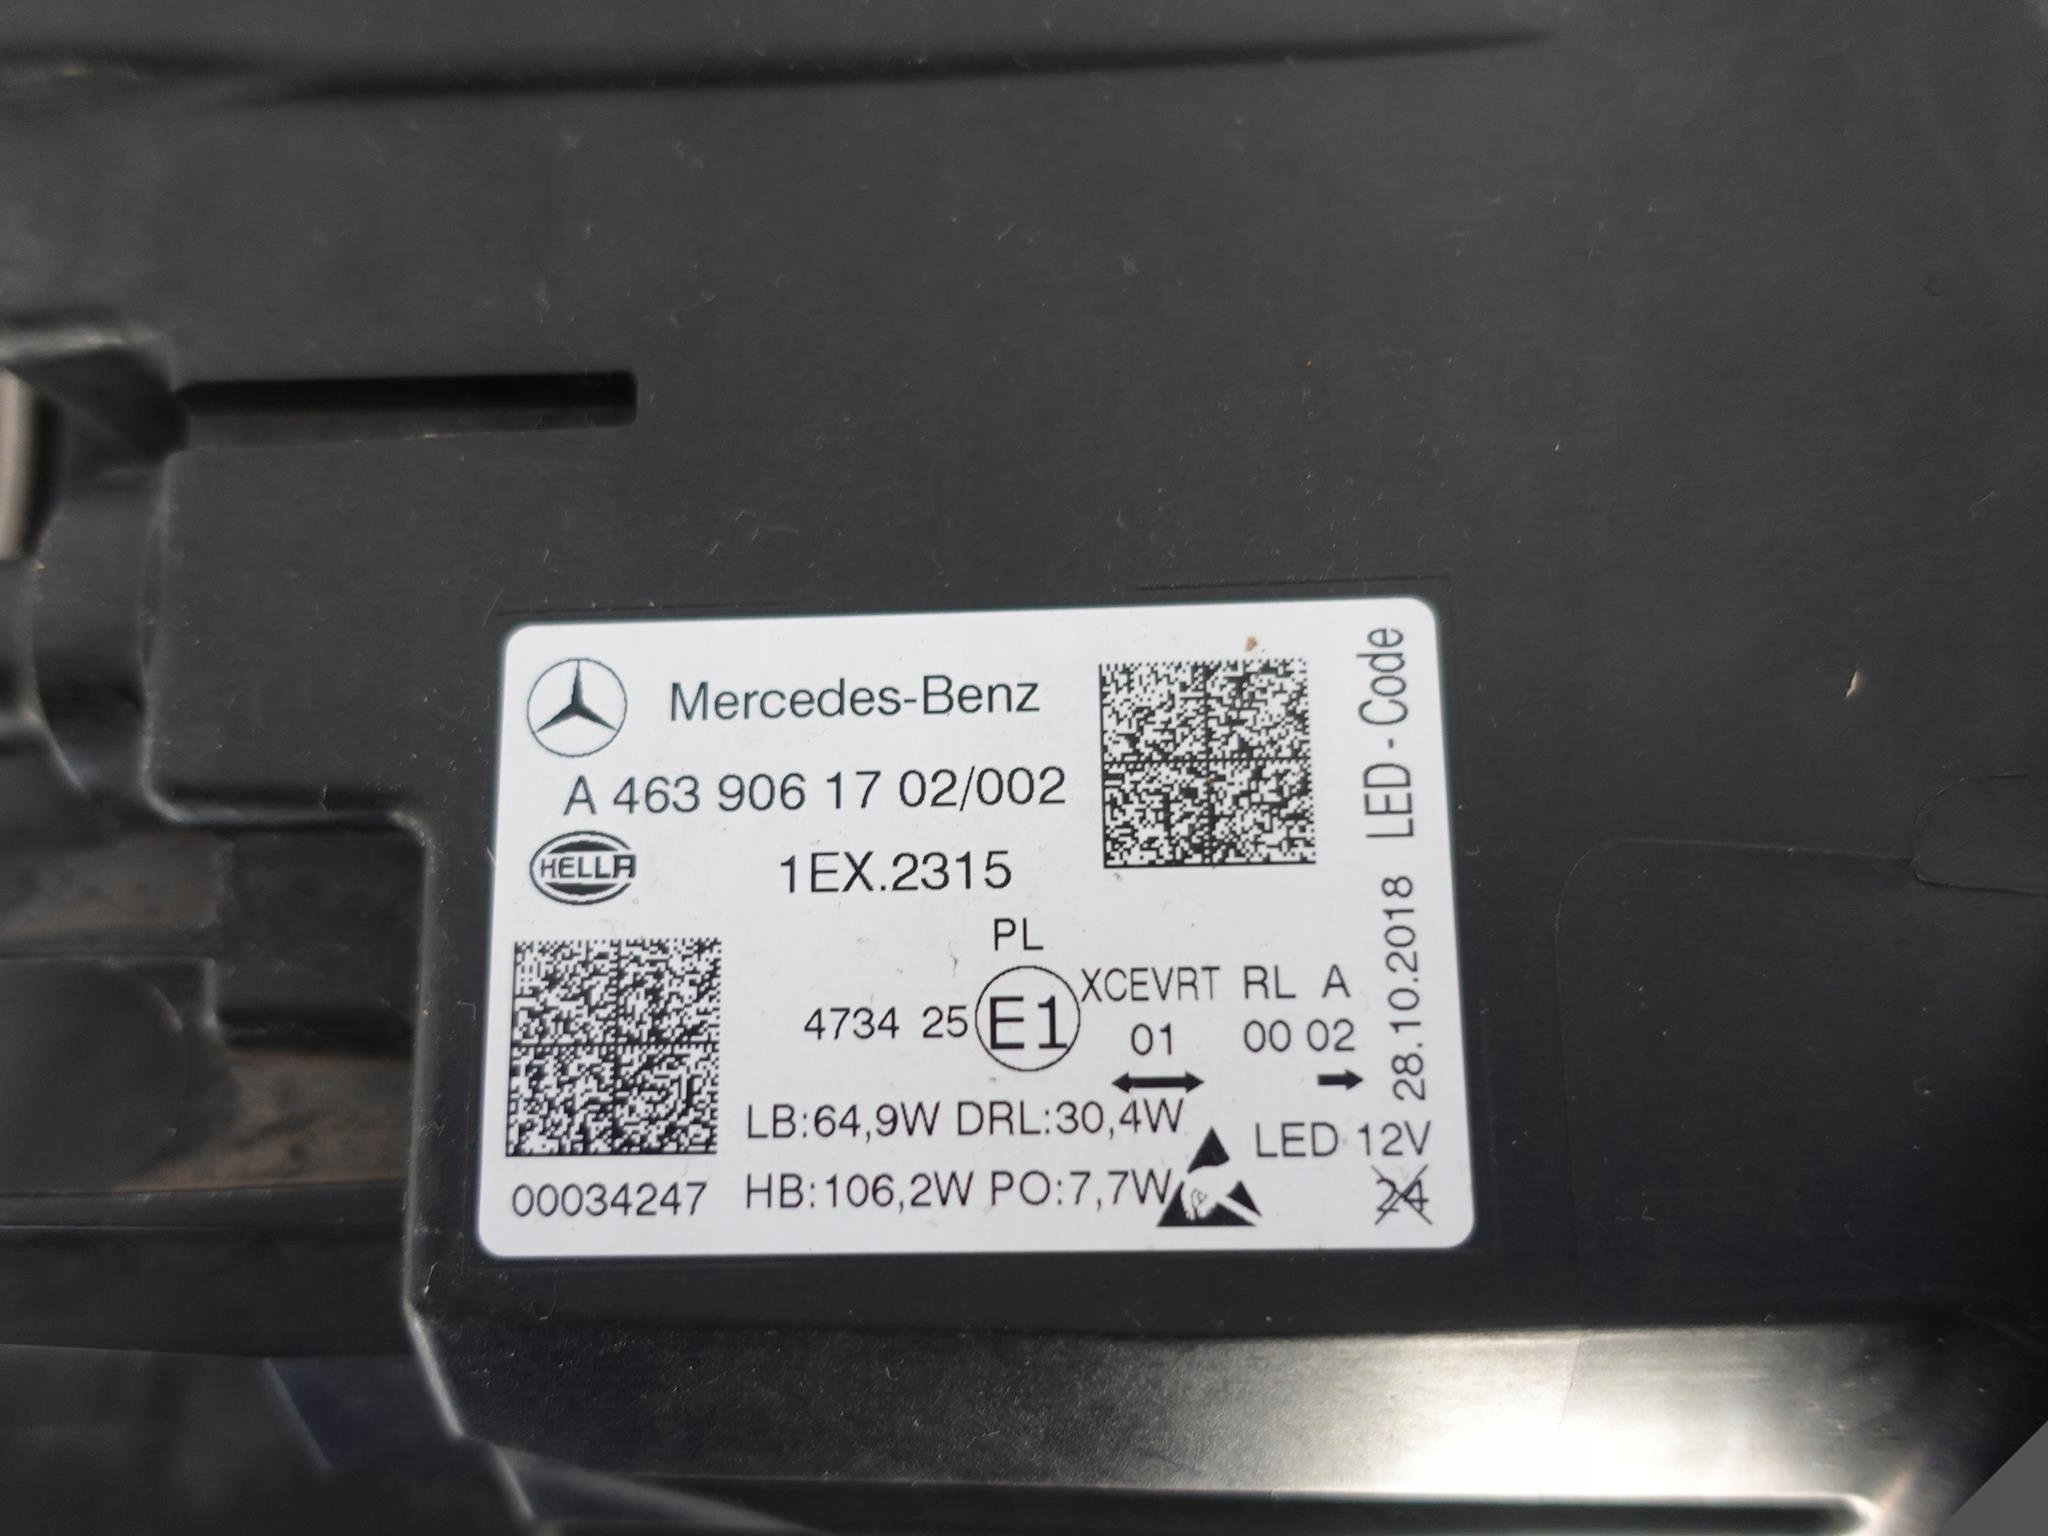 Mercedes-Benz
A 463 906 17 02/002
HELLA
1EX.2315
PL
4734 25 E1 XCEVRT RL A
01 00 02
LB:64,9W DRL:30,4W
LED 12V
00034247 HB:106,2W PO:7,7W
24
28.10.2018 LED-Code